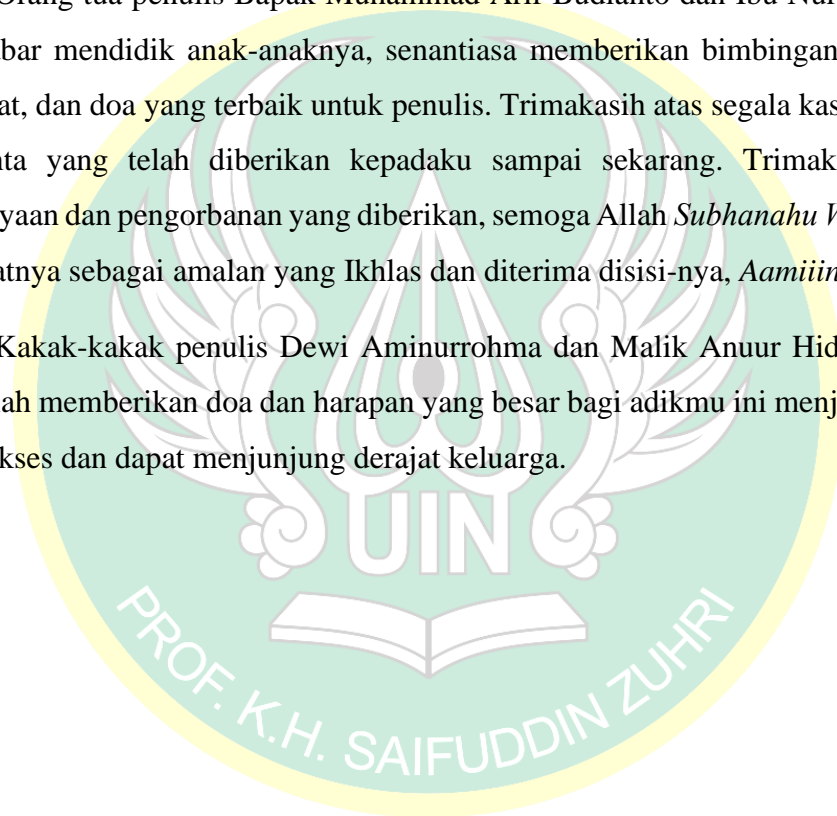 Orang tua penulis Bapak Muhammad Arif Budianto dan Ibu Nur
bar mendidik anak-anaknya, senantiasa memberikan bimbingan
at, dan doa yang terbaik untuk penulis. Trimakasih atas segala kas
nta yang telah diberikan kepadaku sampai sekarang. Trimak
yaan dan pengorbanan yang diberikan, semoga Allah Subhanahu W
atnya sebagai amalan yang Ikhlas dan diterima disisi-nya, Aamiiin
Kakak-kakak penulis Dewi Aminurrohma dan Malik Anuur Hid
lah memberikan doa dan harapan yang besar bagi adikmu ini menj
kses dan dapat menjunjung derajat keluarga.
UIN
PROF. K.H. SAIFUDDIN ZUHRI